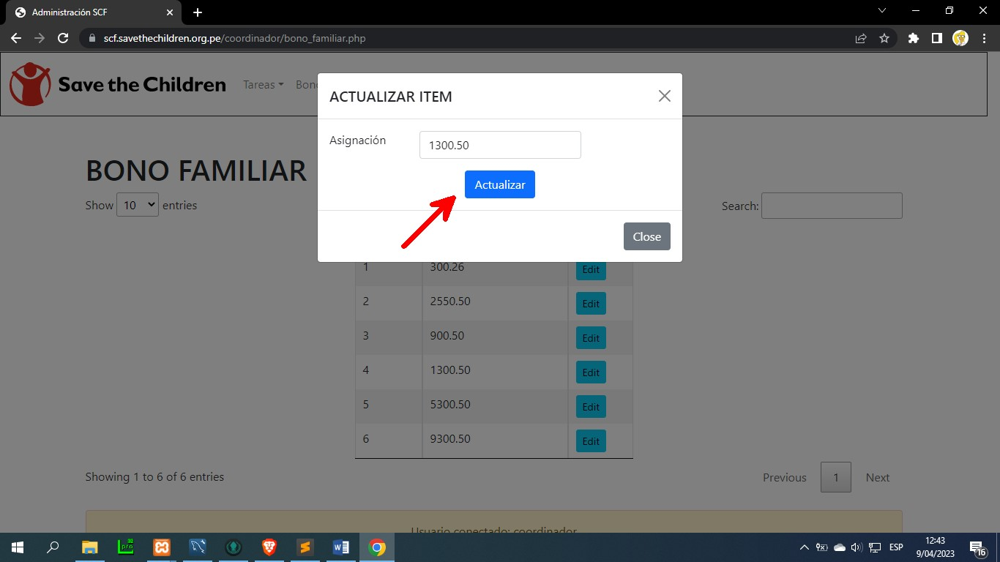 Administración SCF
scf.savethechildren.org.pe/coordinador/bono_familiar.php
Save the Children
Tareas
ACTUALIZAR ITEM
Asignación
1300.50
Actualizar
Close
BONO FAMILIAR
Show 10 entries
Search:
1 300.26 Edit
2 2550.50 Edit
3 900.50 Edit
4 1300.50 Edit
5 5300.50 Edit
6 9300.50 Edit
Showing 1 to 6 of 6 entries
Previous 1 Next
Usuario conectado: coordinador
ESP
12:43
9/04/2023
16